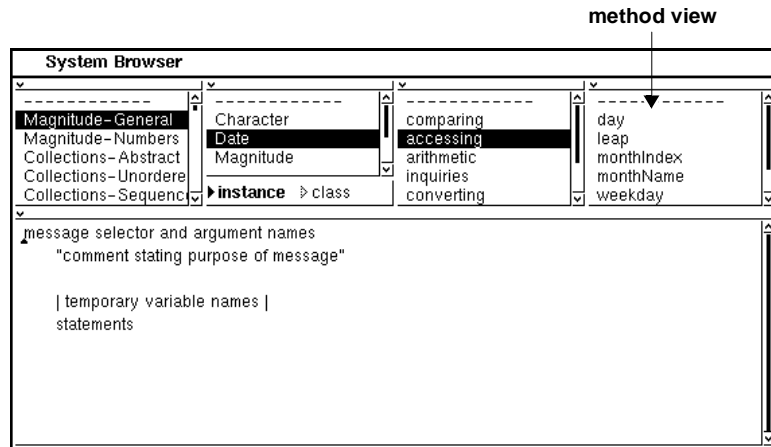 method view
System Browser
Magnitude-General
Magnitude-Numbers
Collections-Abstract
Collections-Unordere
Collections-Sequenc
Character
Date
Magnitude
instance class
comparing
accessing
arithmetic
inquiries
converting
day
leap
monthIndex
monthName
weekday
message selector and argument names
"comment stating purpose of message"
| temporary variable names |
statements